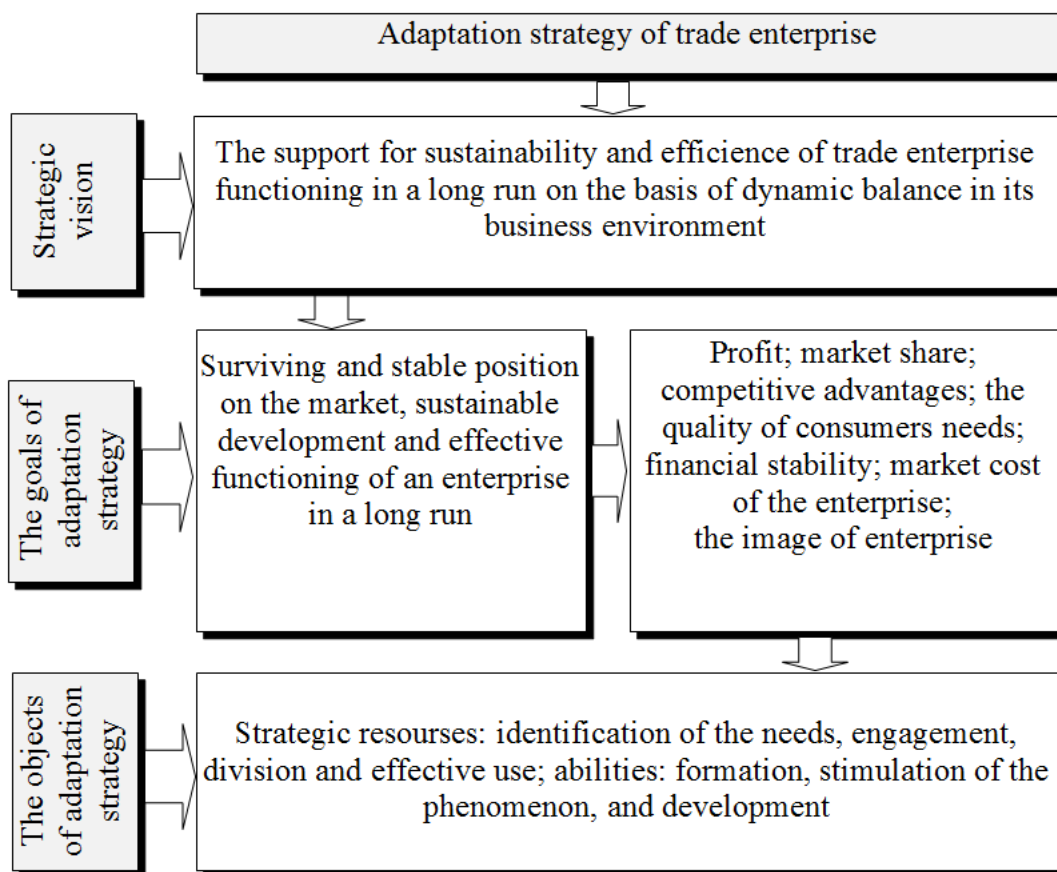 Adaptation strategy of trade enterprise
Strategic
vision
The support for sustainability and efficience of trade enterprise
functioning in a long run on the basis of dynamic balance in its
business environment
The goals of
adaptation
strategy
Surviving and stable position
on the market, sustainable
development and effective
functioning of an enterprise
in a long run
Profit; market share;
competitive advantages; the
quality of consumers needs;
financial stability; market cost
of the enterprise;
the image of enterprise
The objects
of adaptation
strategy
Strategic resourses: identification of the needs, engagement,
division and effective use; abilities: formation, stimulation of the
phenomenon, and development